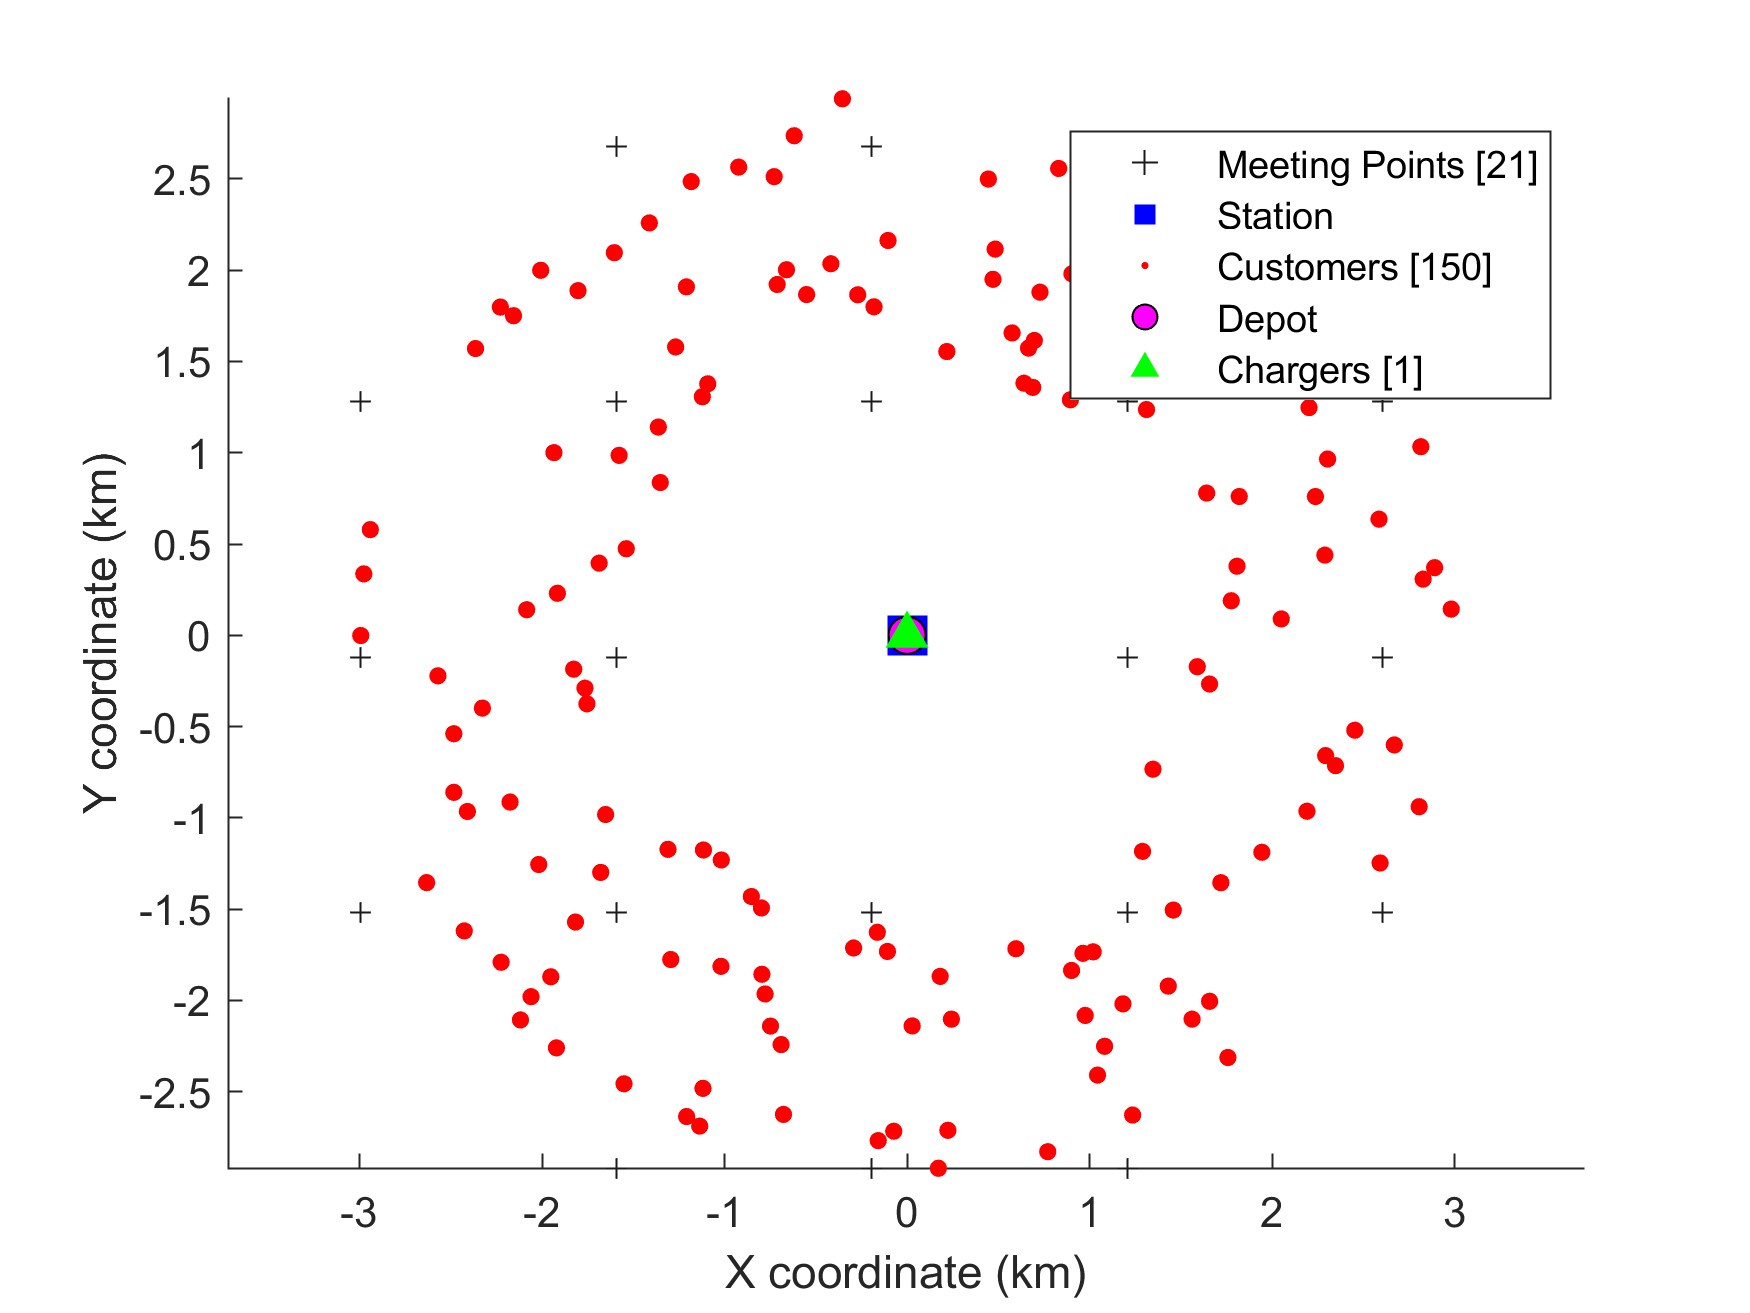 Meeting Points [21]
Station
Customers [150]
Depot
Chargers [1]
2.5
2
1.5
1
0.5
0
-0.5
-1
-1.5
-2
-2.5
Y coordinate (km)
-3 -2 -1 0 1 2 3
X coordinate (km)